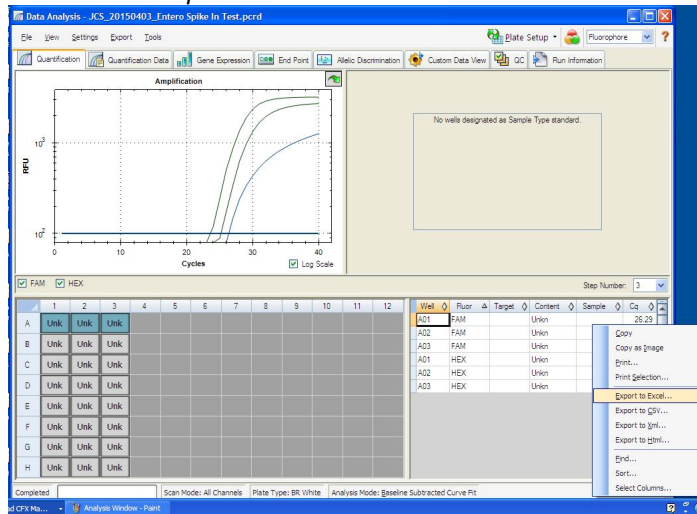 Data Analysis - JCS_20150403_Entero Spike In Test.pcrd
File View Settings Export Tools
Plate Setup Fluorophore ?
Quantification Quantification Data Gene Expression End Point Allelic Discrimination Custom Data View QC Run Information
Amplification
No wells designated as Sample Type standard.
RFU
10³
10²
0 10 20 30 40
Cycles
Log Scale
FAM HEX
Step Number: 3
1 2 3 4 5 6 7 8 9 10 11 12
A Unk Unk Unk
B Unk Unk Unk
C Unk Unk Unk
D Unk Unk Unk
E Unk Unk Unk
F Unk Unk Unk
G Unk Unk Unk
H Unk Unk Unk
Well Fluor Target Content Sample Cq
A01 FAM Unkn 26.29
A02 FAM Unkn
A03 FAM Unkn
A01 HEX Unkn
A02 HEX Unkn
A03 HEX Unkn
Copy
Copy as Image
Print...
Print Selection...
Export to Excel...
Export to CSV...
Export to Xml...
Export to Html...
Find...
Sort...
Select Columns...
Completed Scan Mode: All Channels Plate Type: BR White Analysis Mode: Baseline Subtracted Curve Fit
ad CFX Ma... Analysis Window - Paint